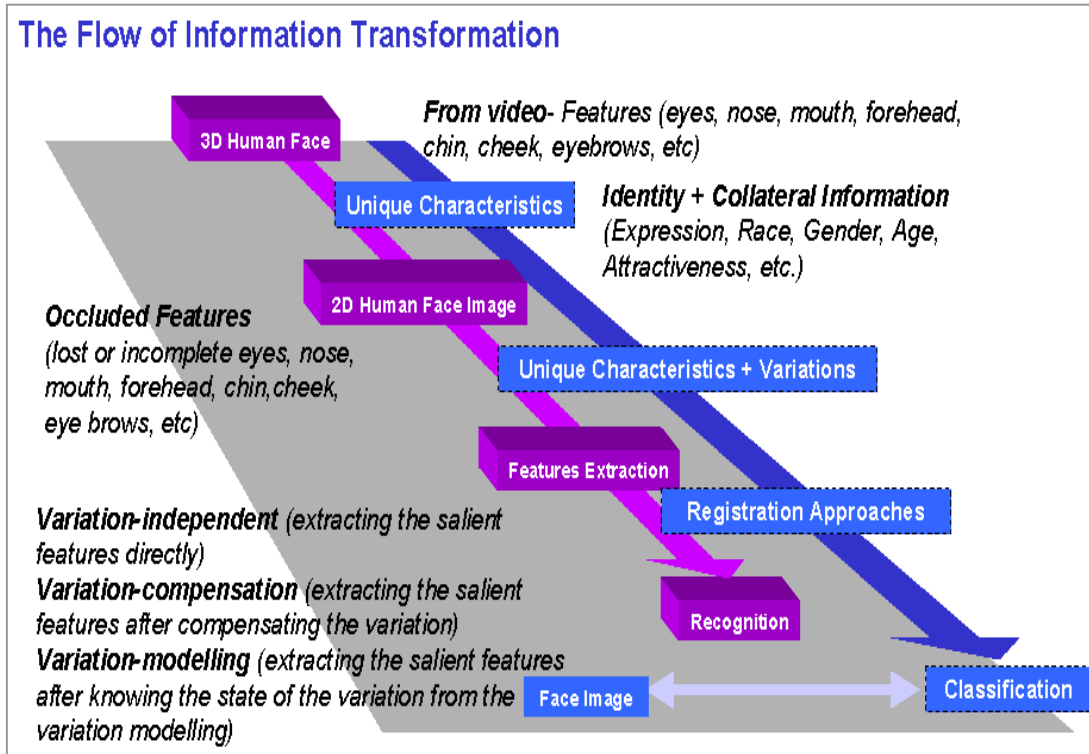 The Flow of Information Transformation
3D Human Face
From video- Features (eyes, nose, mouth, forehead,
chin, cheek, eyebrows, etc)
Unique Characteristics
Identity + Collateral Information
(Expression, Race, Gender, Age,
Attractiveness, etc.)
2D Human Face Image
Occluded Features
(lost or incomplete eyes, nose,
mouth, forehead, chin,cheek,
eye brows, etc)
Unique Characteristics + Variations
Features Extraction
Registration Approaches
Variation-independent (extracting the salient
features directly)
Variation-compensation (extracting the salient
features after compensating the variation)
Variation-modelling (extracting the salient features
after knowing the state of the variation from the
variation modelling)
Recognition
Face Image
Classification